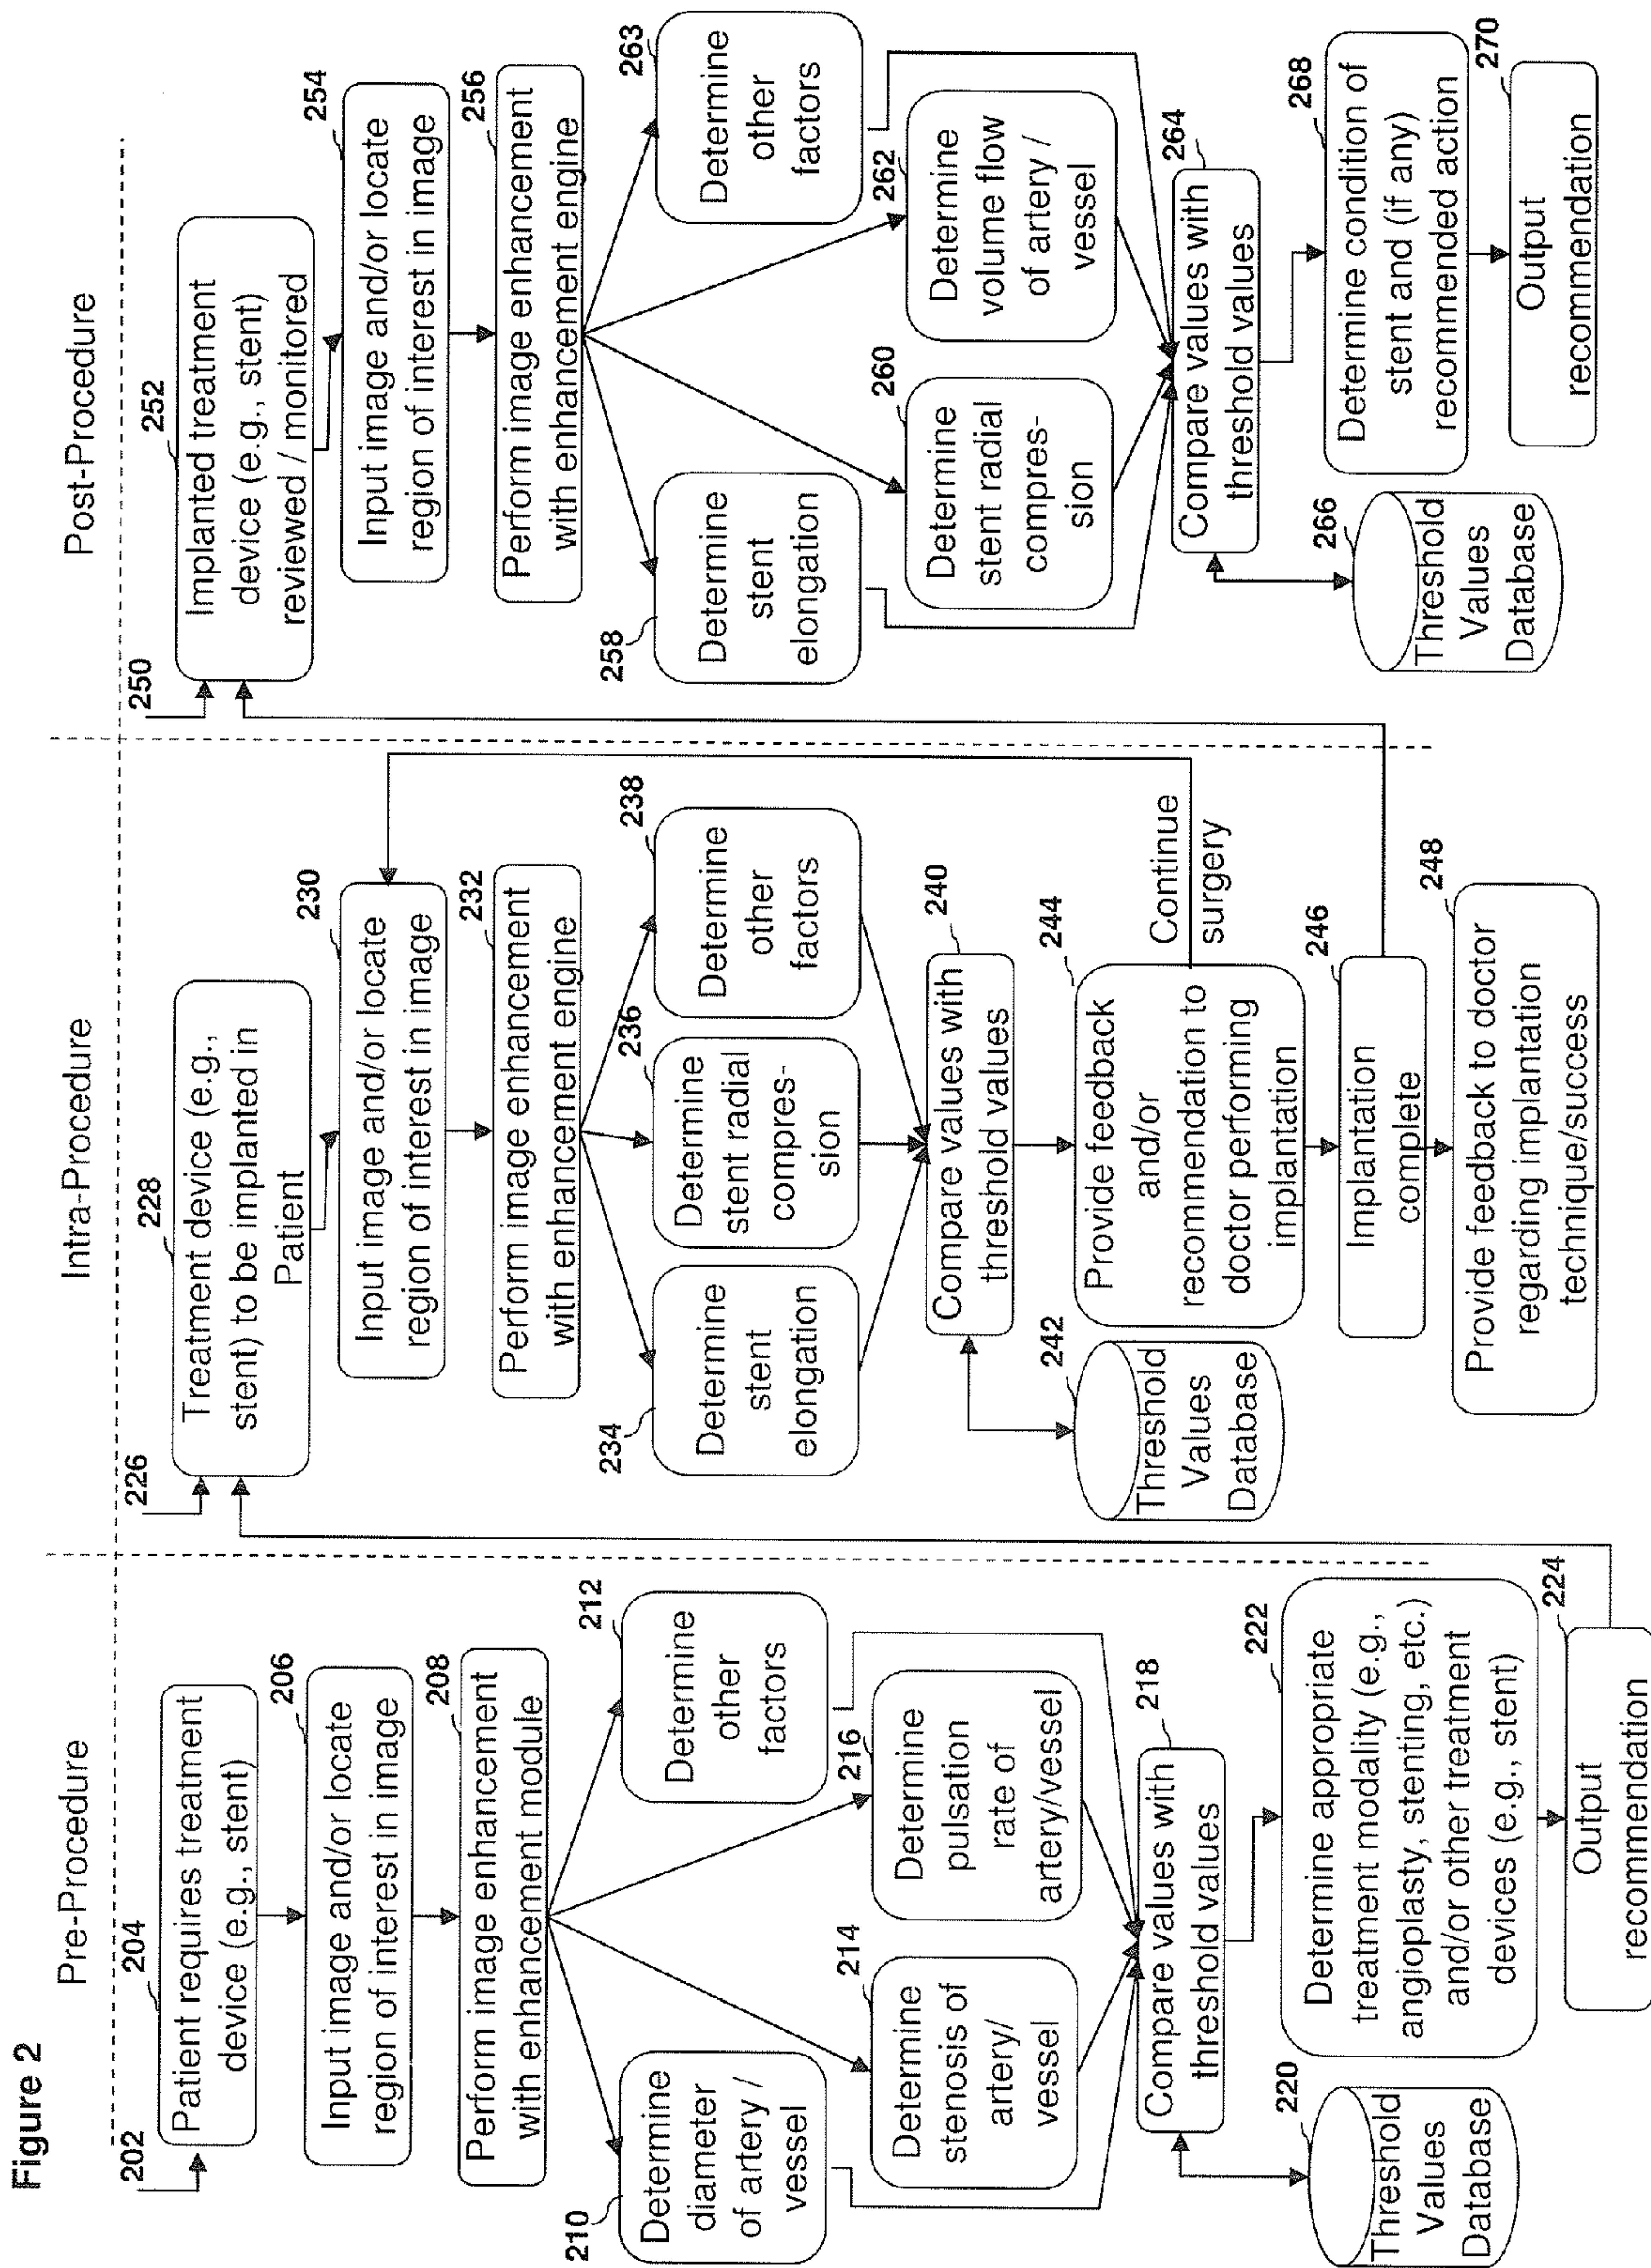 Figure 2
Pre-Procedure
202
204
Patient requires treatment
device (e.g., stent)
206
Input image and/or locate
region of interest in image
208
Perform image enhancement
with enhancement module
210
Determine
diameter
of artery /
vessel
212
Determine
other
factors
214
Determine
stenosis of
artery/
vessel
216
Determine
pulsation
rate of
artery/vessel
218
Compare values with
threshold values
220
Threshold
Values
Database
222
Determine appropriate
treatment modality (e.g.,
angioplasty, stenting, etc.)
and/or other treatment
devices (e.g., stent)
224
Output
recommendation
Intra-Procedure
226
228
Treatment device (e.g.,
stent) to be implanted in
Patient
230
Input image and/or locate
region of interest in image
232
Perform image enhancement
with enhancement engine
234
Determine
stent
elongation
236
Determine
stent radial
compres-
sion
238
Determine
other
factors
240
Compare values with
threshold values
242
Threshold
Values
Database
244
Provide feedback
and/or
recommendation to
doctor performing
implantation
Continue
surgery
246
Implantation
complete
248
Provide feedback to doctor
regarding implantation
technique/success
Post-Procedure
250
252
Implanted treatment
device (e.g., stent)
reviewed / monitored
254
Input image and/or locate
region of interest in image
256
Perform image enhancement
with enhancement engine
258
Determine
stent
elongation
260
Determine
stent radial
compres-
sion
262
Determine
volume flow
of artery /
vessel
263
Determine
other
factors
264
Compare values with
threshold values
266
Threshold
Values
Database
268
Determine condition of
stent and (if any)
recommended action
270
Output
recommendation